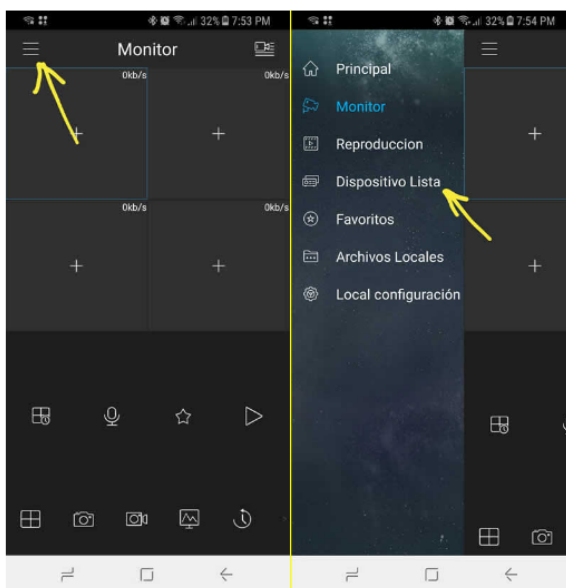 32% 7:53 PM
Monitor
0kb/s
0kb/s
0kb/s
0kb/s
32% 7:54 PM
Principal
Monitor
Reproduccion
Dispositivo Lista
Favoritos
Archivos Locales
Local configuración